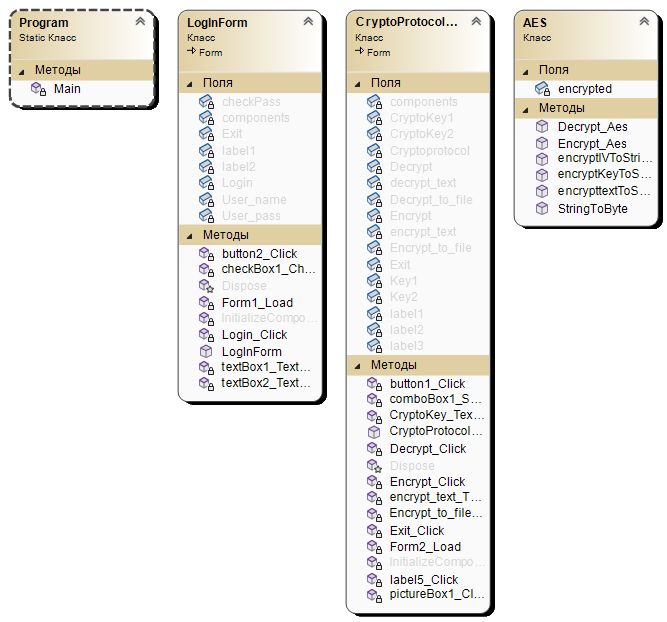 Program
Static Класс
Методы
Main
LogInForm
Класс
Form
Поля
checkPass
components
Exit
label1
label2
Login
User_name
User_pass
Методы
button2_Click
checkBox1_Ch...
Dispose
Form1_Load
InitializeCompo...
Login_Click
LogInForm
textBox1_Text...
textBox2_Text...
CryptoProtocol...
Класс
Form
Поля
components
CryptoKey1
CryptoKey2
Cryptoprotocol
Decrypt
decrypt_text
Decrypt_to_file
Encrypt
encrypt_text
Encrypt_to_file
Exit
Key1
Key2
label1
label2
label3
Методы
button1_Click
comboBox1_S...
CryptoKey_Tex...
CryptoProtocol...
Decrypt_Click
Dispose
Encrypt_Click
encrypt_text_T...
Encrypt_to_file...
Exit_Click
Form2_Load
InitializeCompo...
label5_Click
pictureBox1_Cl...
AES
Класс
Поля
encrypted
Методы
Decrypt_Aes
Encrypt_Aes
encryptIVToStri...
encryptKeyToS...
encrypttextToS...
StringToByte